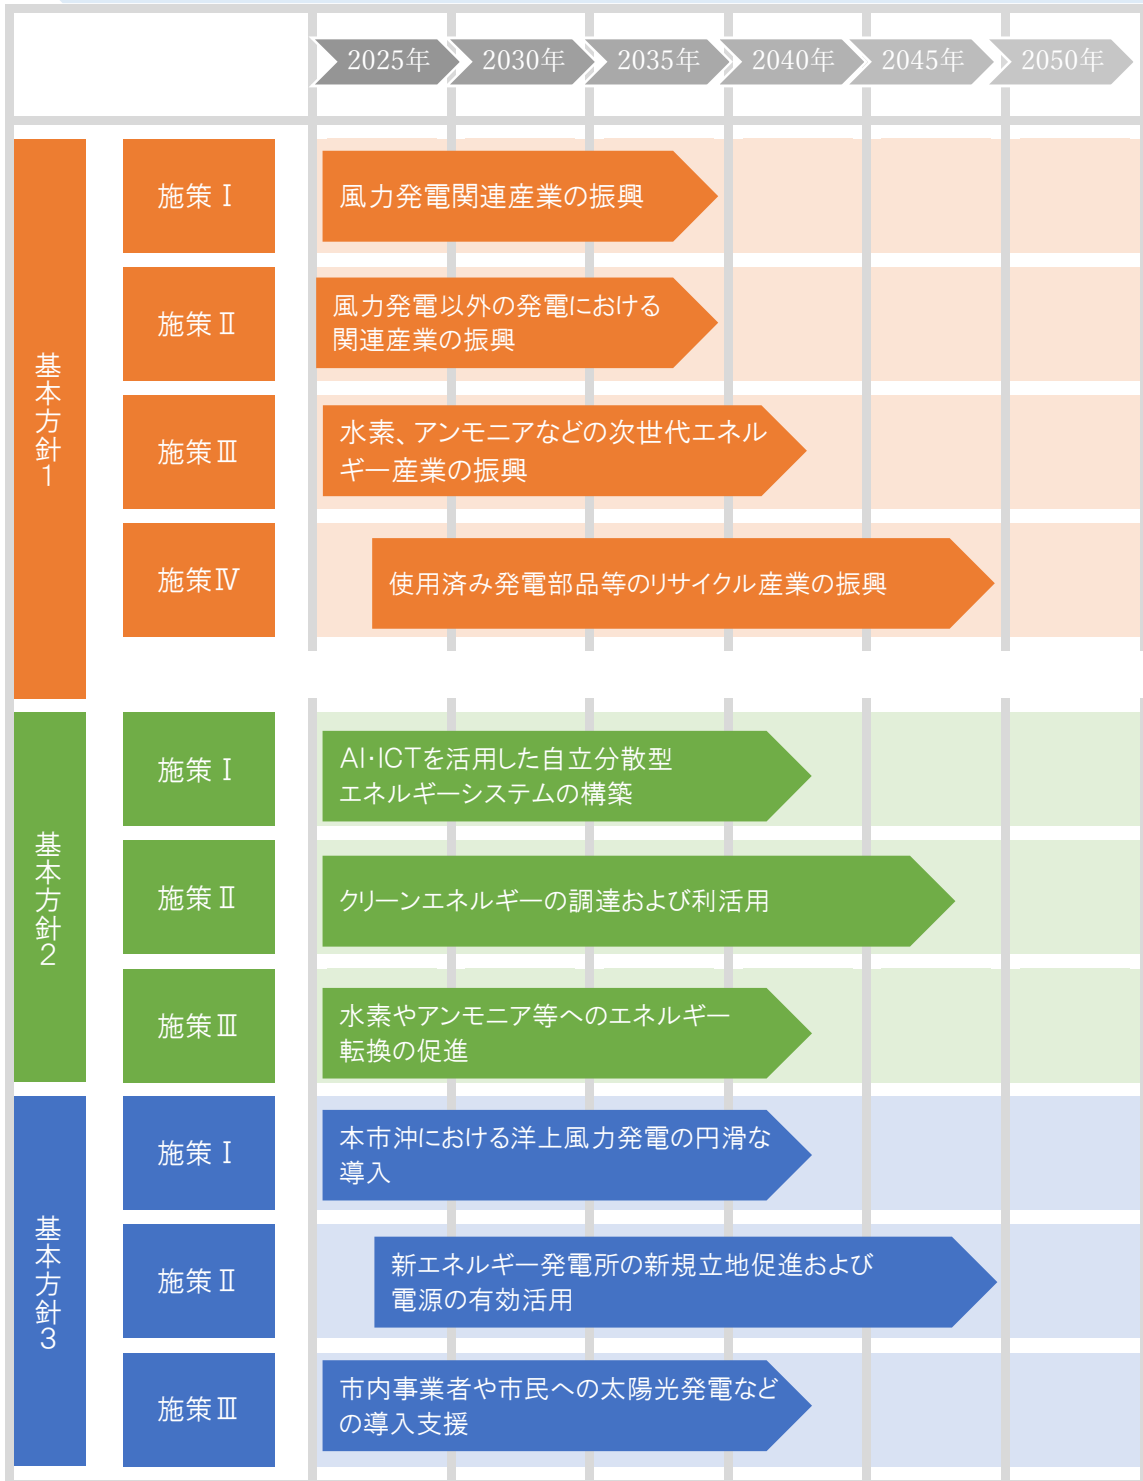 2025年
2030年
2035年
2040年
2045年
2050年
基本方針1
施策Ⅰ
風力発電関連産業の振興
施策Ⅱ
風力発電以外の発電における
関連産業の振興
施策Ⅲ
水素、アンモニアなどの次世代エネル
ギー産業の振興
施策Ⅳ
使用済み発電部品等のリサイクル産業の振興
基本方針2
施策Ⅰ
AI・ICTを活用した自立分散型
エネルギーシステムの構築
施策Ⅱ
クリーンエネルギーの調達および利活用
施策Ⅲ
水素やアンモニア等へのエネルギー
転換の促進
基本方針3
施策Ⅰ
本市沖における洋上風力発電の円滑な
導入
施策Ⅱ
新エネルギー発電所の新規立地促進および
電源の有効活用
施策Ⅲ
市内事業者や市民への太陽光発電など
の導入支援